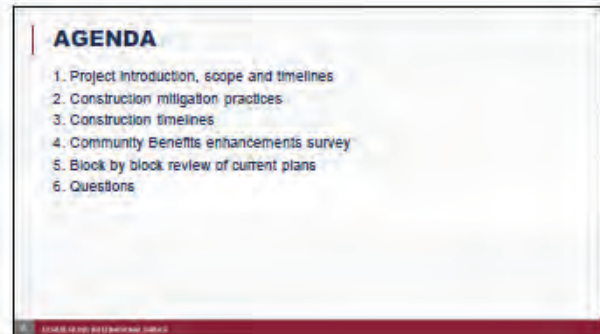 AGENDA
1. Project introduction, scope and timelines
2. Construction mitigation practices
3. Construction timelines
4. Community Benefits enhancements survey
5. Block by block review of current plans
6. Questions